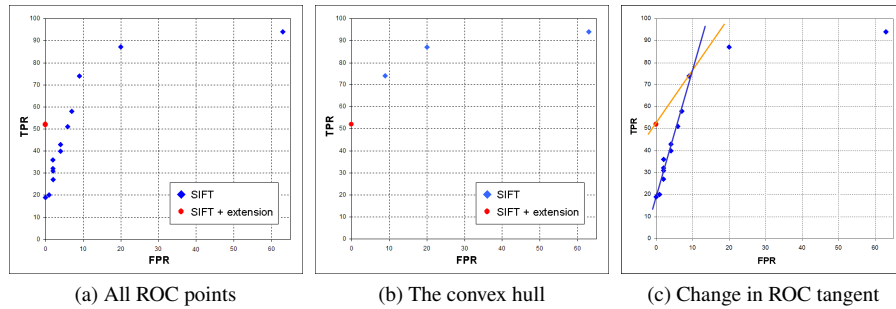 100
90
80
70
60
50
40
30
20
10
0
TPR
0 10 20 30 40 50 60
FPR
SIFT
SIFT + extension
(a) All ROC points
100
90
80
70
60
50
40
30
20
10
0
TPR
0 10 20 30 40 50 60
FPR
SIFT
SIFT + extension
(b) The convex hull
100
90
80
70
60
50
40
30
20
10
0
TPR
0 10 20 30 40 50 60
FPR
(c) Change in ROC tangent